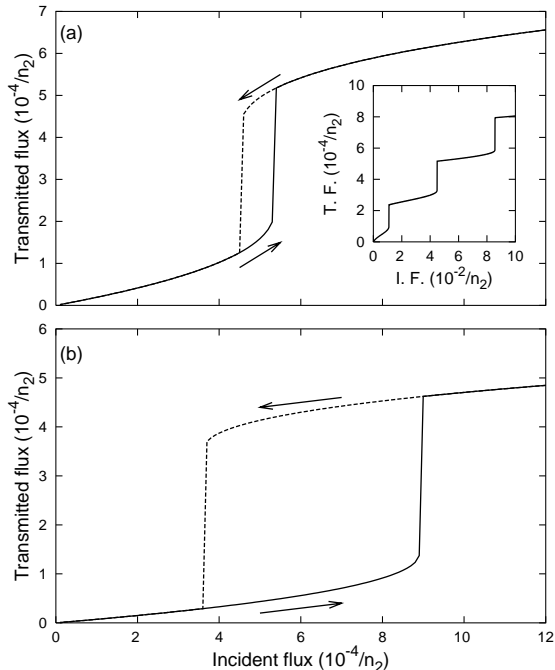 (a)
Transmitted flux (10-4/n2)
7
6
5
4
3
2
1
0
T. F. (10-4/n2)
10
8
6
4
2
0
0 2 4 6 8 10
I. F. (10-2/n2)
(b)
Transmitted flux (10-4/n2)
6
5
4
3
2
1
0
0 2 4 6 8 10 12
Incident flux (10-4/n2)